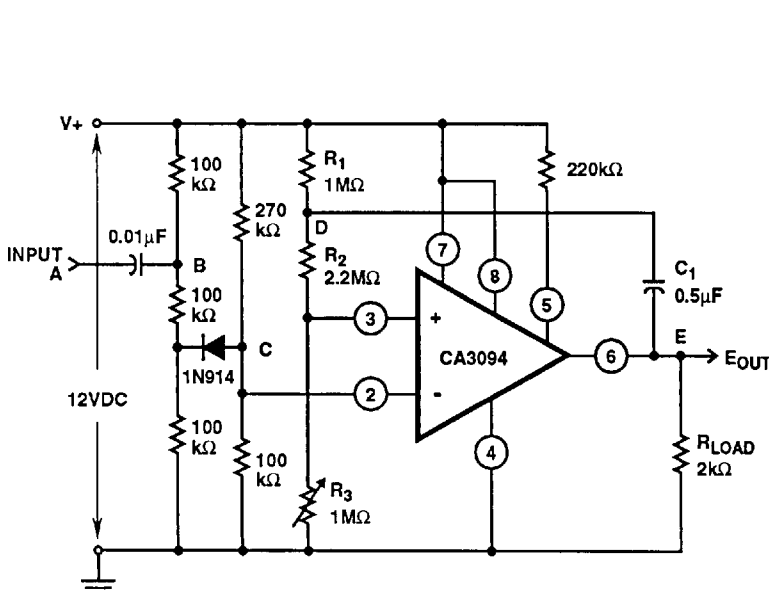 V+
100
kΩ
R1
1MΩ
220kΩ
270
kΩ
0.01µF
D
INPUT
A
B
R2
2.2MΩ
7
8
C1
0.5µF
100
kΩ
5
3
+
E
C
1N914
CA3094
6
EOUT
12VDC
2
-
100
kΩ
4
RLOAD
2kΩ
100
kΩ
R3
1MΩ